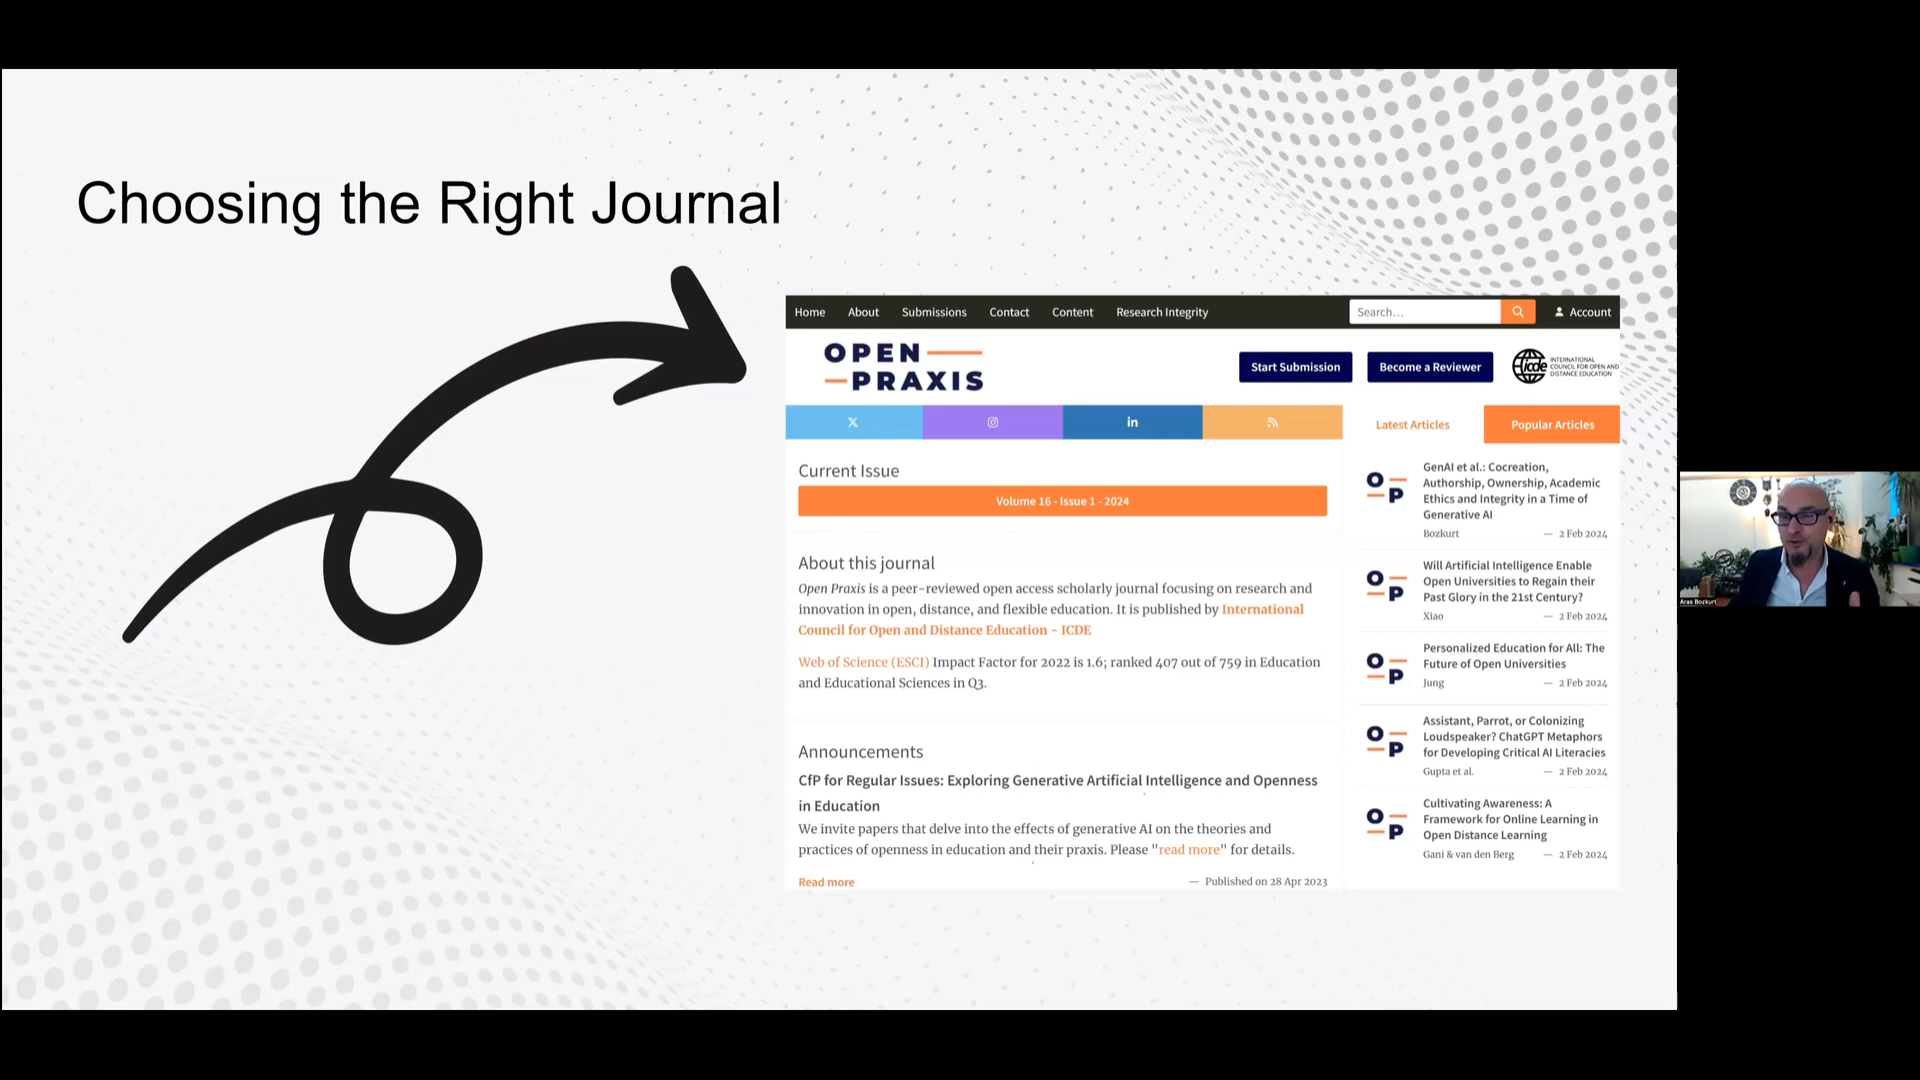 Choosing the Right Journal
Home About Submissions Contact Content Research Integrity Search... Account
OPEN
PRAXIS
Start Submission Become a Reviewer
icde
INTERNATIONAL
COUNCIL FOR OPEN AND
DISTANCE EDUCATION
X in
Latest Articles Popular Articles
Current Issue
Volume 16 - Issue 1 - 2024
About this journal
Open Praxis is a peer-reviewed open access scholarly journal focusing on research and
innovation in open, distance, and flexible education. It is published by International
Council for Open and Distance Education - ICDE
Web of Science (ESCI) Impact Factor for 2022 is 1.6; ranked 407 out of 759 in Education
and Educational Sciences in Q3.
Announcements
CfP for Regular Issues: Exploring Generative Artificial Intelligence and Openness
in Education
We invite papers that delve into the effects of generative AI on the theories and
practices of openness in education and their praxis. Please "read more" for details.
Read more — Published on 28 Apr 2023
O
P
GenAI et al.: Cocreation,
Authorship, Ownership, Academic
Ethics and Integrity in a Time of
Generative AI
Bozkurt — 2 Feb 2024
O
P
Will Artificial Intelligence Enable
Open Universities to Regain their
Past Glory in the 21st Century?
Xiao — 2 Feb 2024
O
P
Personalized Education for All: The
Future of Open Universities
Jung — 2 Feb 2024
O
P
Assistant, Parrot, or Colonizing
Loudspeaker? ChatGPT Metaphors
for Developing Critical AI Literacies
Gupta et al. — 2 Feb 2024
O
P
Cultivating Awareness: A
Framework for Online Learning in
Open Distance Learning
Gani & van den Berg — 2 Feb 2024
Aras Bozkurt